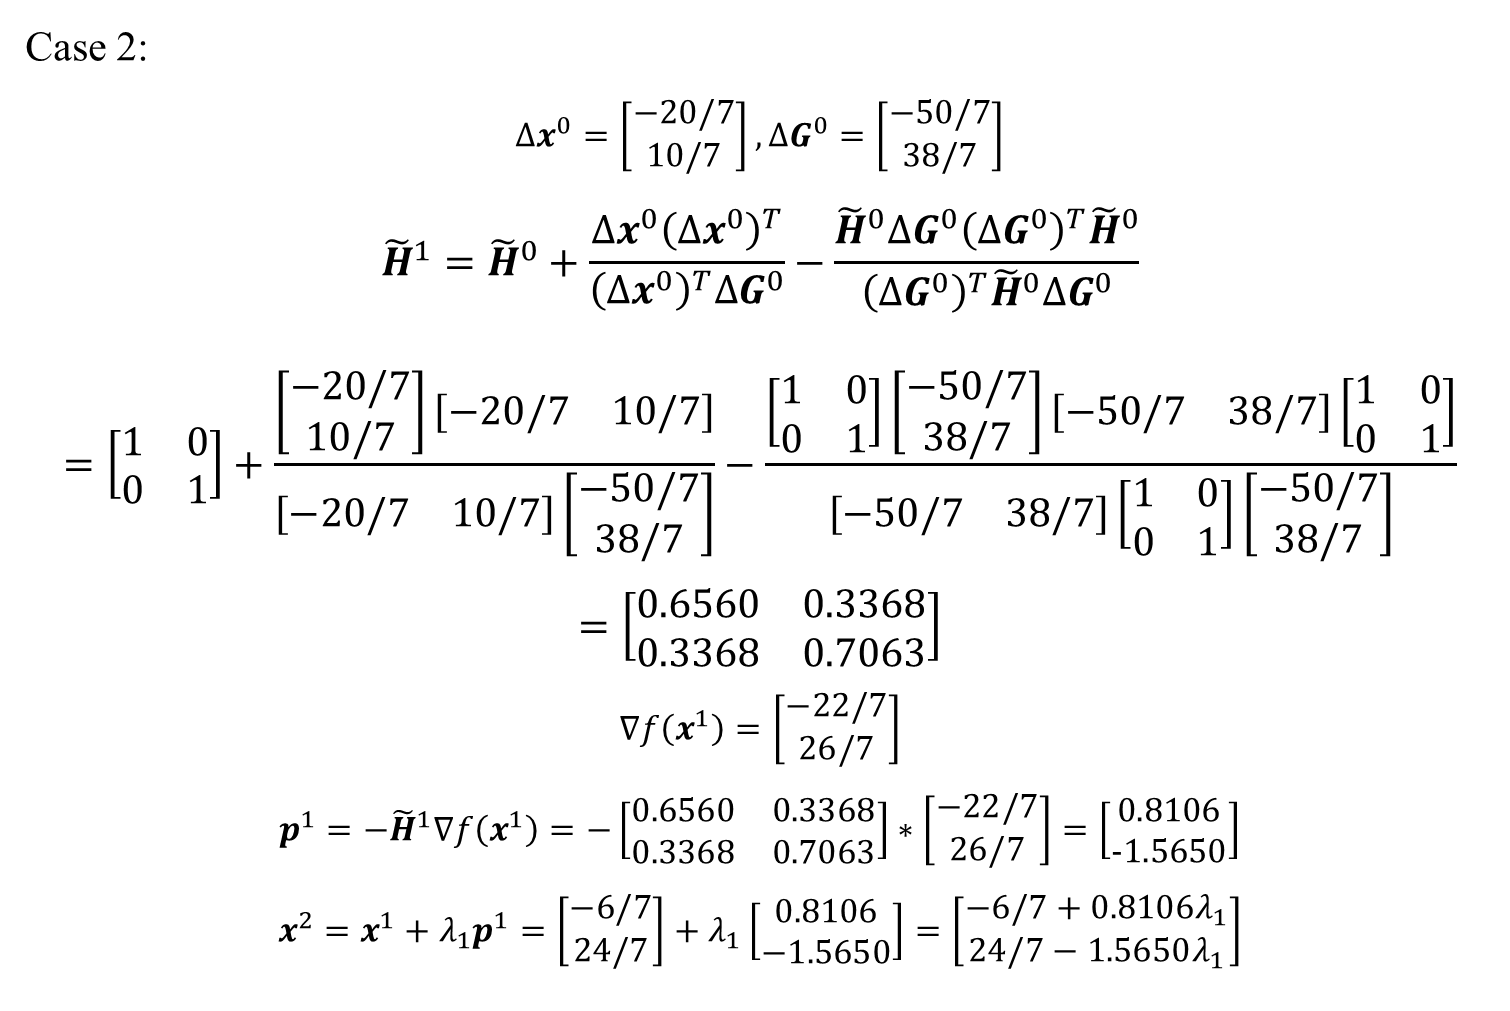 Case 2:
Δx⁰ = [−20/7; 10/7], ΔG⁰ = [−50/7; 38/7]
H̃¹ = H̃⁰ + Δx⁰(Δx⁰)ᵀ / (Δx⁰)ᵀΔG⁰ − H̃⁰ΔG⁰(ΔG⁰)ᵀH̃⁰ / (ΔG⁰)ᵀH̃⁰ΔG⁰
= [1 0; 0 1] + [−20/7; 10/7][−20/7 10/7] / [−20/7 10/7][−50/7; 38/7] − [1 0; 0 1][−50/7; 38/7][−50/7 38/7][1 0; 0 1] / [−50/7 38/7][1 0; 0 1][−50/7; 38/7]
= [0.6560 0.3368; 0.3368 0.7063]
∇f(x¹) = [−22/7; 26/7]
p¹ = −H̃¹∇f(x¹) = −[0.6560 0.3368; 0.3368 0.7063] * [−22/7; 26/7] = [0.8106; -1.5650]
x² = x¹ + λ₁p¹ = [−6/7; 24/7] + λ₁[0.8106; −1.5650] = [−6/7 + 0.8106λ₁; 24/7 − 1.5650λ₁]